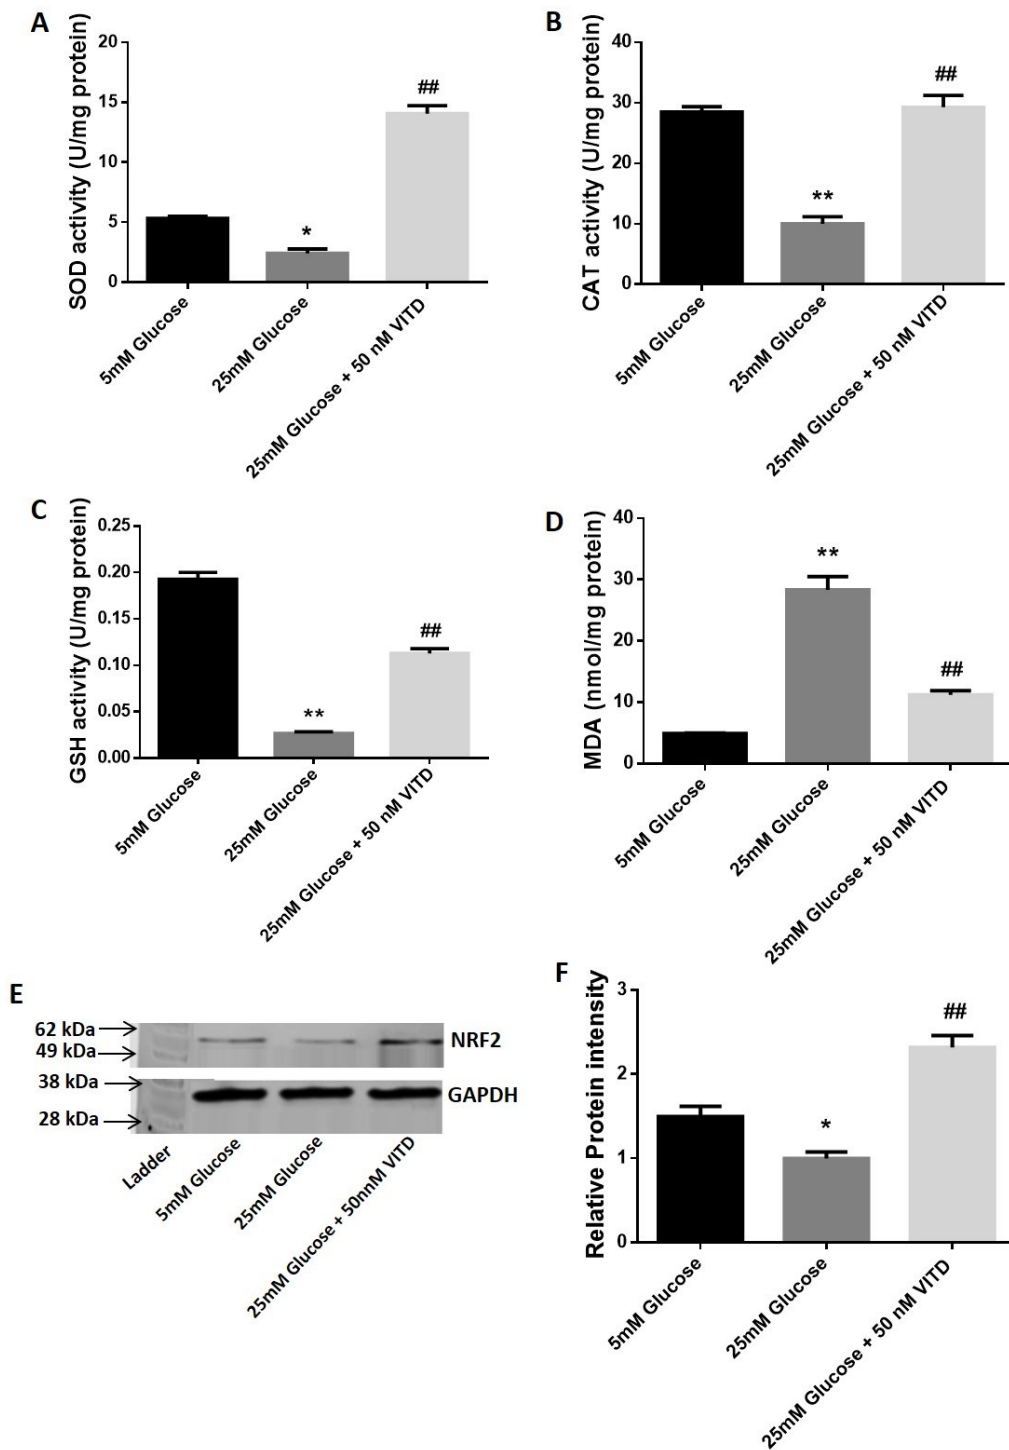 A
SOD activity (U/mg protein)
20
15
10
5
0
*
##
5mM Glucose
25mM Glucose
25mM Glucose + 50 nM VITD
B
CAT activity (U/mg protein)
40
30
20
10
0
**
##
5mM Glucose
25mM Glucose
25mM Glucose + 50 nM VITD
C
GSH activity (U/mg protein)
0.25
0.20
0.15
0.10
0.05
0.00
**
##
5mM Glucose
25mM Glucose
25mM Glucose + 50 nM VITD
D
MDA (nmol/mg protein)
40
30
20
10
0
**
##
5mM Glucose
25mM Glucose
25mM Glucose + 50 nM VITD
E
62 kDa
49 kDa
38 kDa
28 kDa
NRF2
GAPDH
Ladder
5mM Glucose
25mM Glucose
25mM Glucose + 50nnM VITD
F
Relative Protein intensity
3
2
1
0
*
##
5mM Glucose
25mM Glucose
25mM Glucose + 50 nM VITD